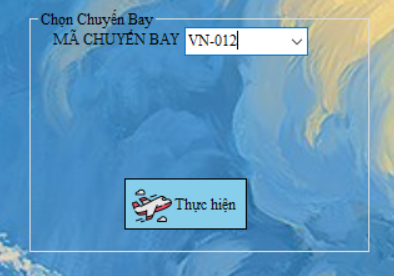 Chọn Chuyến Bay
MÃ CHUYẾN BAY VN-012
Thực hiện